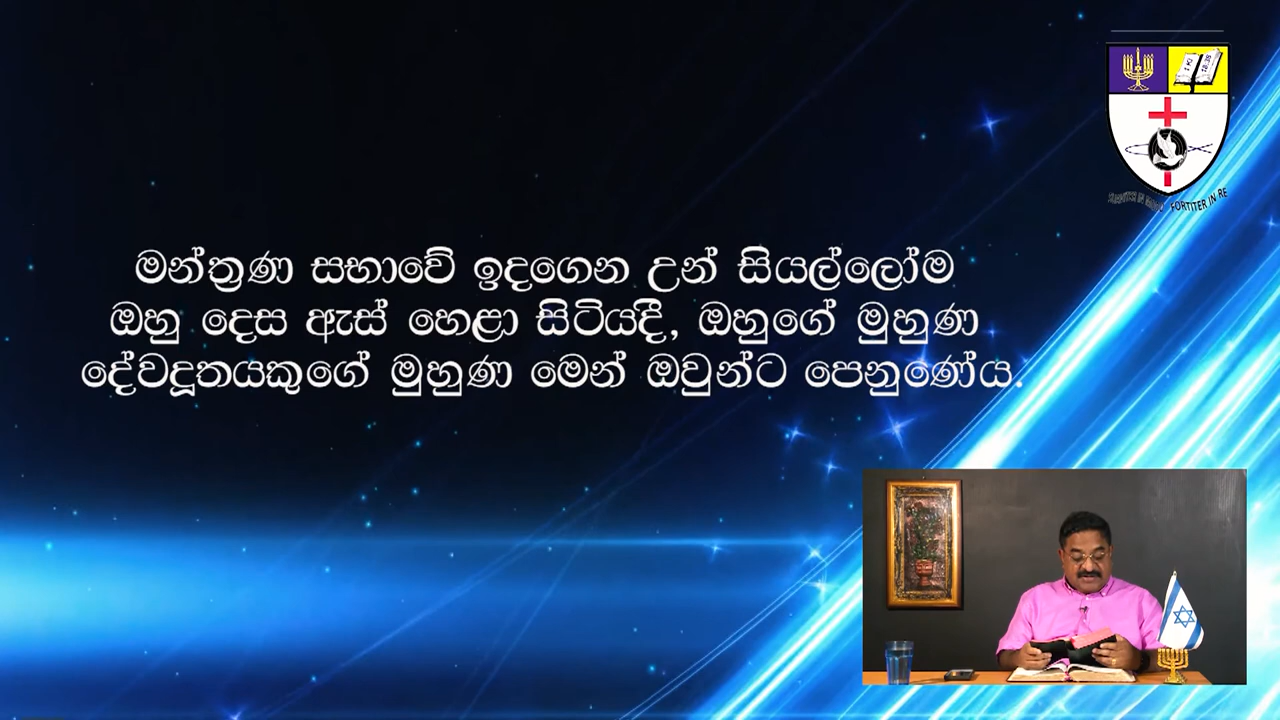 මන්ත්‍රණ සභාවේ ඉඳගෙන උන් සියල්ලෝම
ඔහු දෙස ඇස් හෙළා සිටියදී, ඔහුගේ මුහුණ
දේවදූතයකුගේ මුහුණ මෙන් ඔවුන්ට පෙනුණේය.
FORTITER IN RE